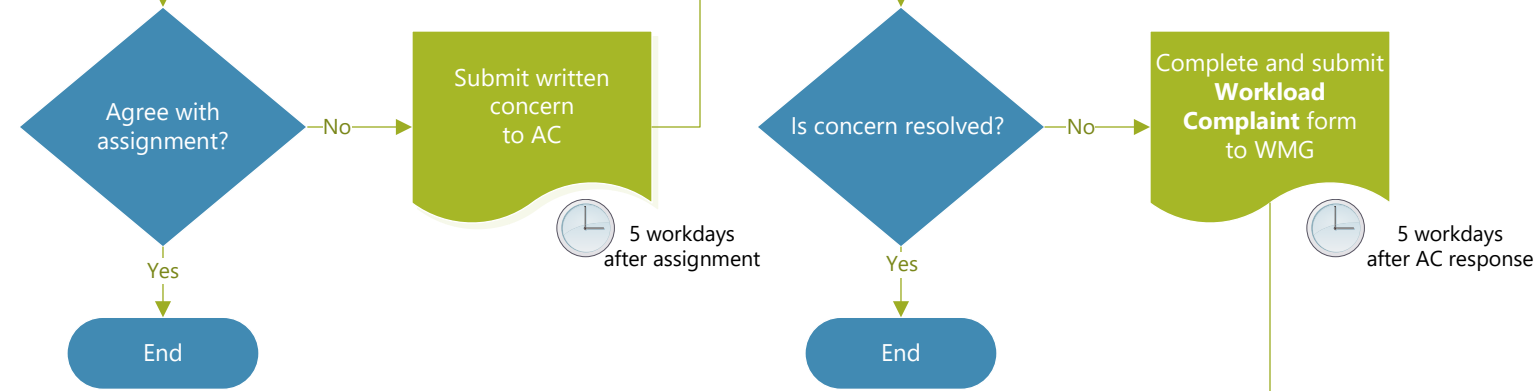 Agree with
assignment?
No
Submit written
concern
to AC
5 workdays
after assignment
Yes
End
Is concern resolved?
No
Complete and submit
Workload
Complaint form
to WMG
5 workdays
after AC response
Yes
End